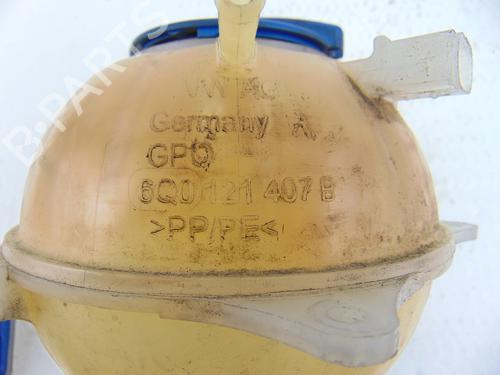 B-PARTS
VW AG
Germany
GPO
6Q0 121 407 B
>PP/PE<